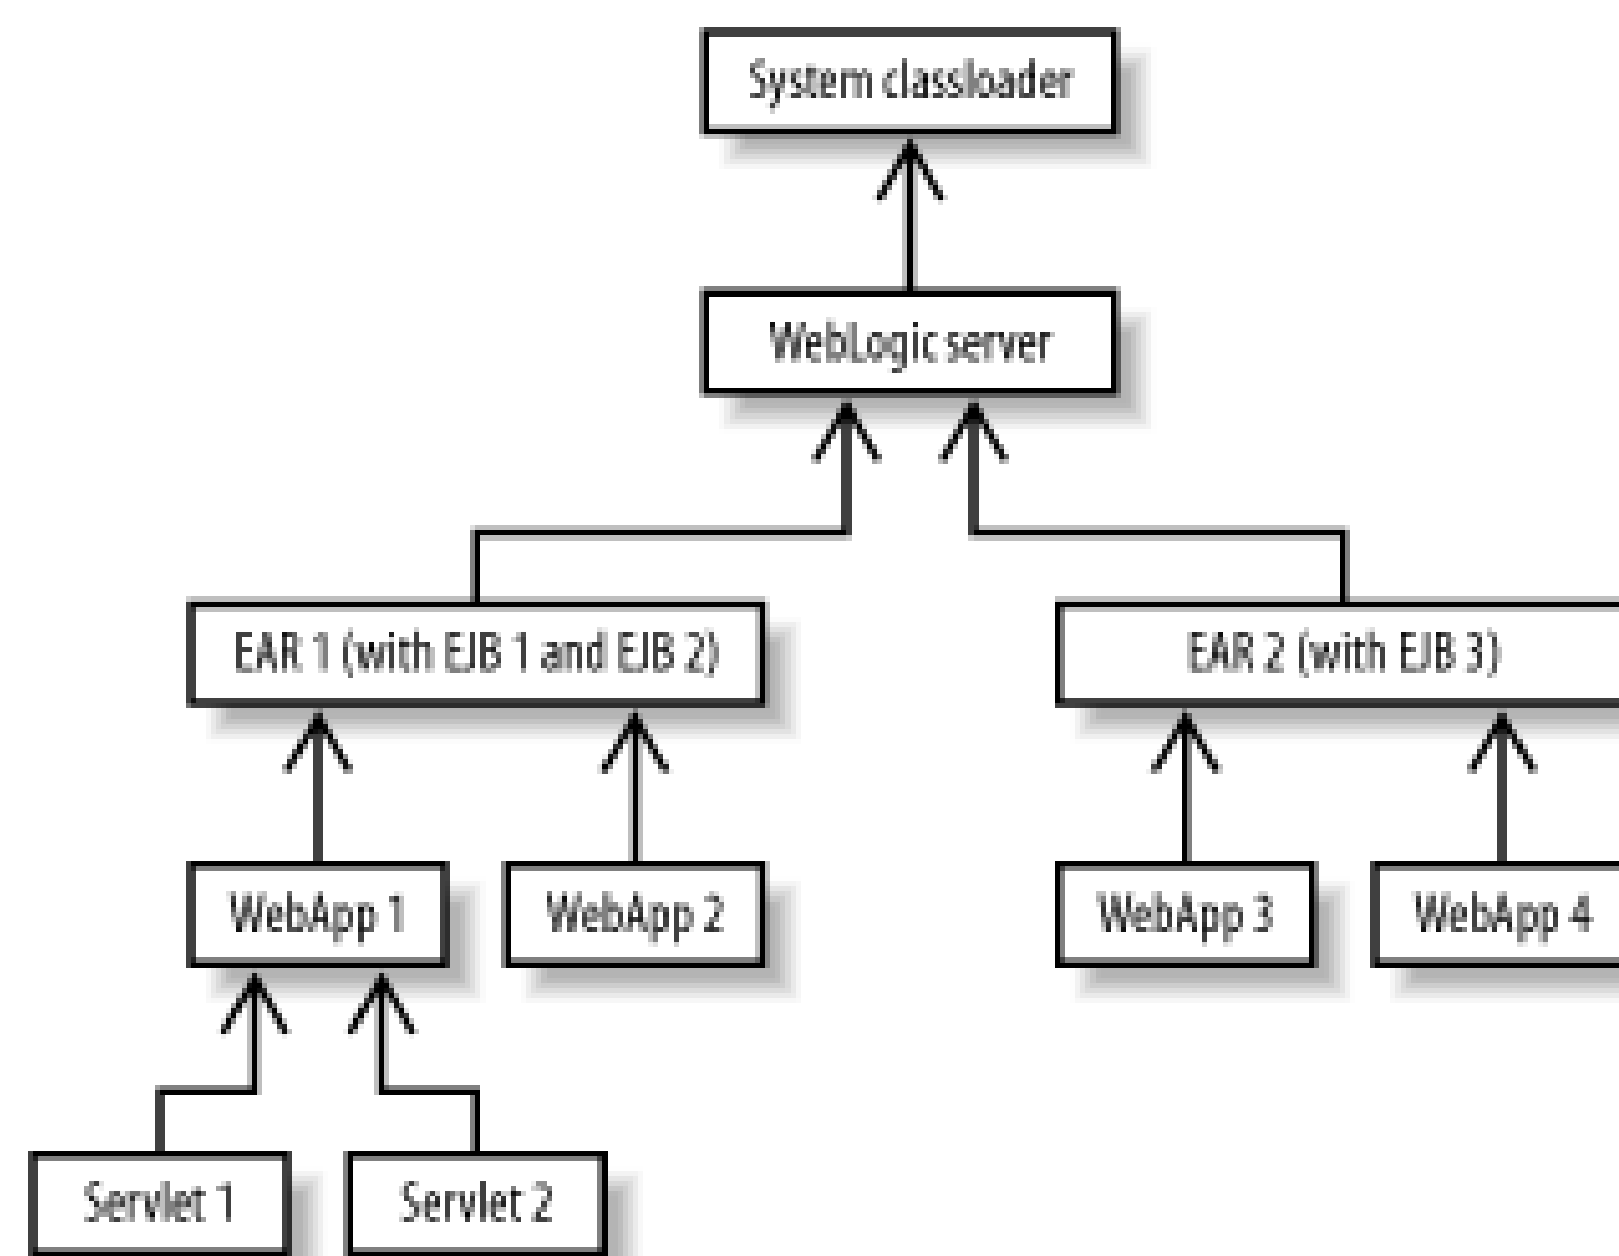 System classloader
WebLogic server
EAR 1 (with EJB 1 and EJB 2)
EAR 2 (with EJB 3)
WebApp 1
WebApp 2
WebApp 3
WebApp 4
Servlet 1
Servlet 2